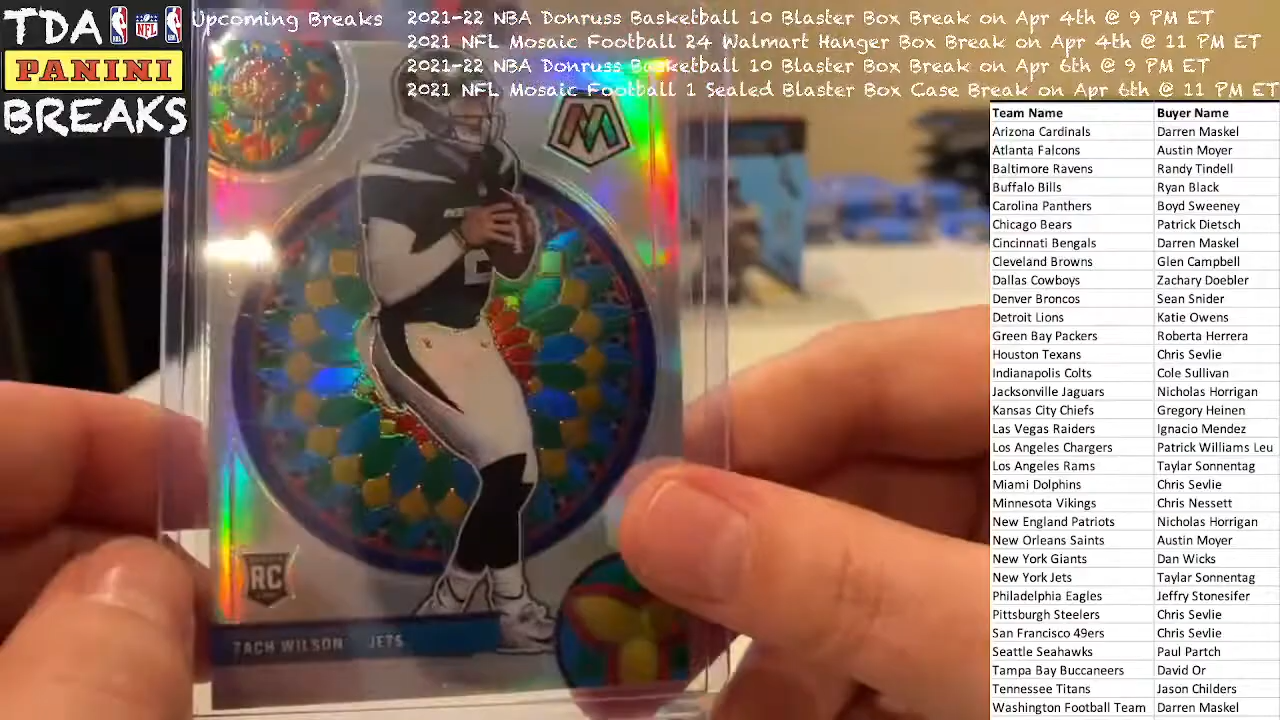 TDA
PANINI
BREAKS
Upcoming Breaks
2021-22 NBA Donruss Basketball 10 Blaster Box Break on Apr 4th @ 9 PM ET
2021 NFL Mosaic Football 24 Walmart Hanger Box Break on Apr 4th @ 11 PM ET
2021-22 NBA Donruss Basketball 10 Blaster Box Break on Apr 6th @ 9 PM ET
2021 NFL Mosaic Football 1 Sealed Blaster Box Case Break on Apr 6th @ 11 PM ET
Team Name Buyer Name
Arizona Cardinals Darren Maskel
Atlanta Falcons Austin Moyer
Baltimore Ravens Randy Tindell
Buffalo Bills Ryan Black
Carolina Panthers Boyd Sweeney
Chicago Bears Patrick Dietsch
Cincinnati Bengals Darren Maskel
Cleveland Browns Glen Campbell
Dallas Cowboys Zachary Doebler
Denver Broncos Sean Snider
Detroit Lions Katie Owens
Green Bay Packers Roberta Herrera
Houston Texans Chris Sevlie
Indianapolis Colts Cole Sullivan
Jacksonville Jaguars Nicholas Horrigan
Kansas City Chiefs Gregory Heinen
Las Vegas Raiders Ignacio Mendez
Los Angeles Chargers Patrick Williams Leu
Los Angeles Rams Taylar Sonnentag
Miami Dolphins Chris Sevlie
Minnesota Vikings Chris Nessett
New England Patriots Nicholas Horrigan
New Orleans Saints Austin Moyer
New York Giants Dan Wicks
New York Jets Taylar Sonnentag
Philadelphia Eagles Jeffry Stonesifer
Pittsburgh Steelers Chris Sevlie
San Francisco 49ers Chris Sevlie
Seattle Seahawks Paul Partch
Tampa Bay Buccaneers David Or
Tennessee Titans Jason Childers
Washington Football Team Darren Maskel
M
2
RC
ZACH WILSON JETS